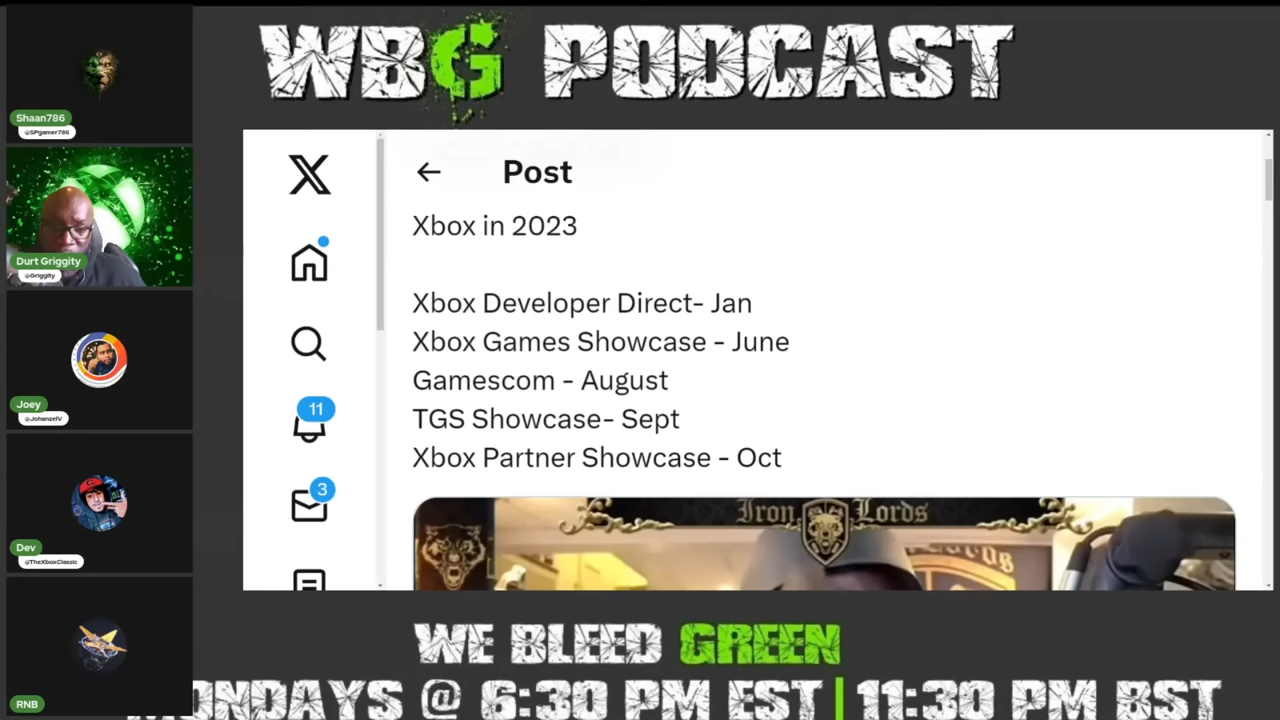 WBG PODCAST
Shaan786
@SPgamer786
Durt Griggity
@Griggity
Joey
@JohanzelV
Dev
@TheXboxClassic
RNB
X
← Post
11
3
Xbox in 2023
Xbox Developer Direct- Jan
Xbox Games Showcase - June
Gamescom - August
TGS Showcase- Sept
Xbox Partner Showcase - Oct
Iron Lords
WE BLEED GREEN
MONDAYS @ 6:30 PM EST | 11:30 PM BST